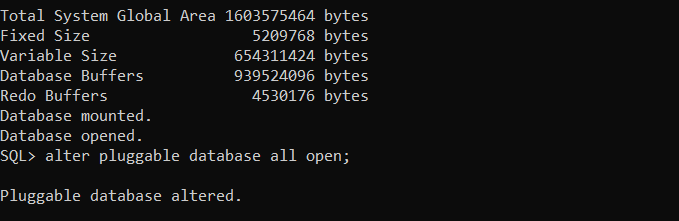 Total System Global Area 1603575464 bytes
Fixed Size                  5209768 bytes
Variable Size             654311424 bytes
Database Buffers          939524096 bytes
Redo Buffers                4530176 bytes
Database mounted.
Database opened.
SQL> alter pluggable database all open;

Pluggable database altered.